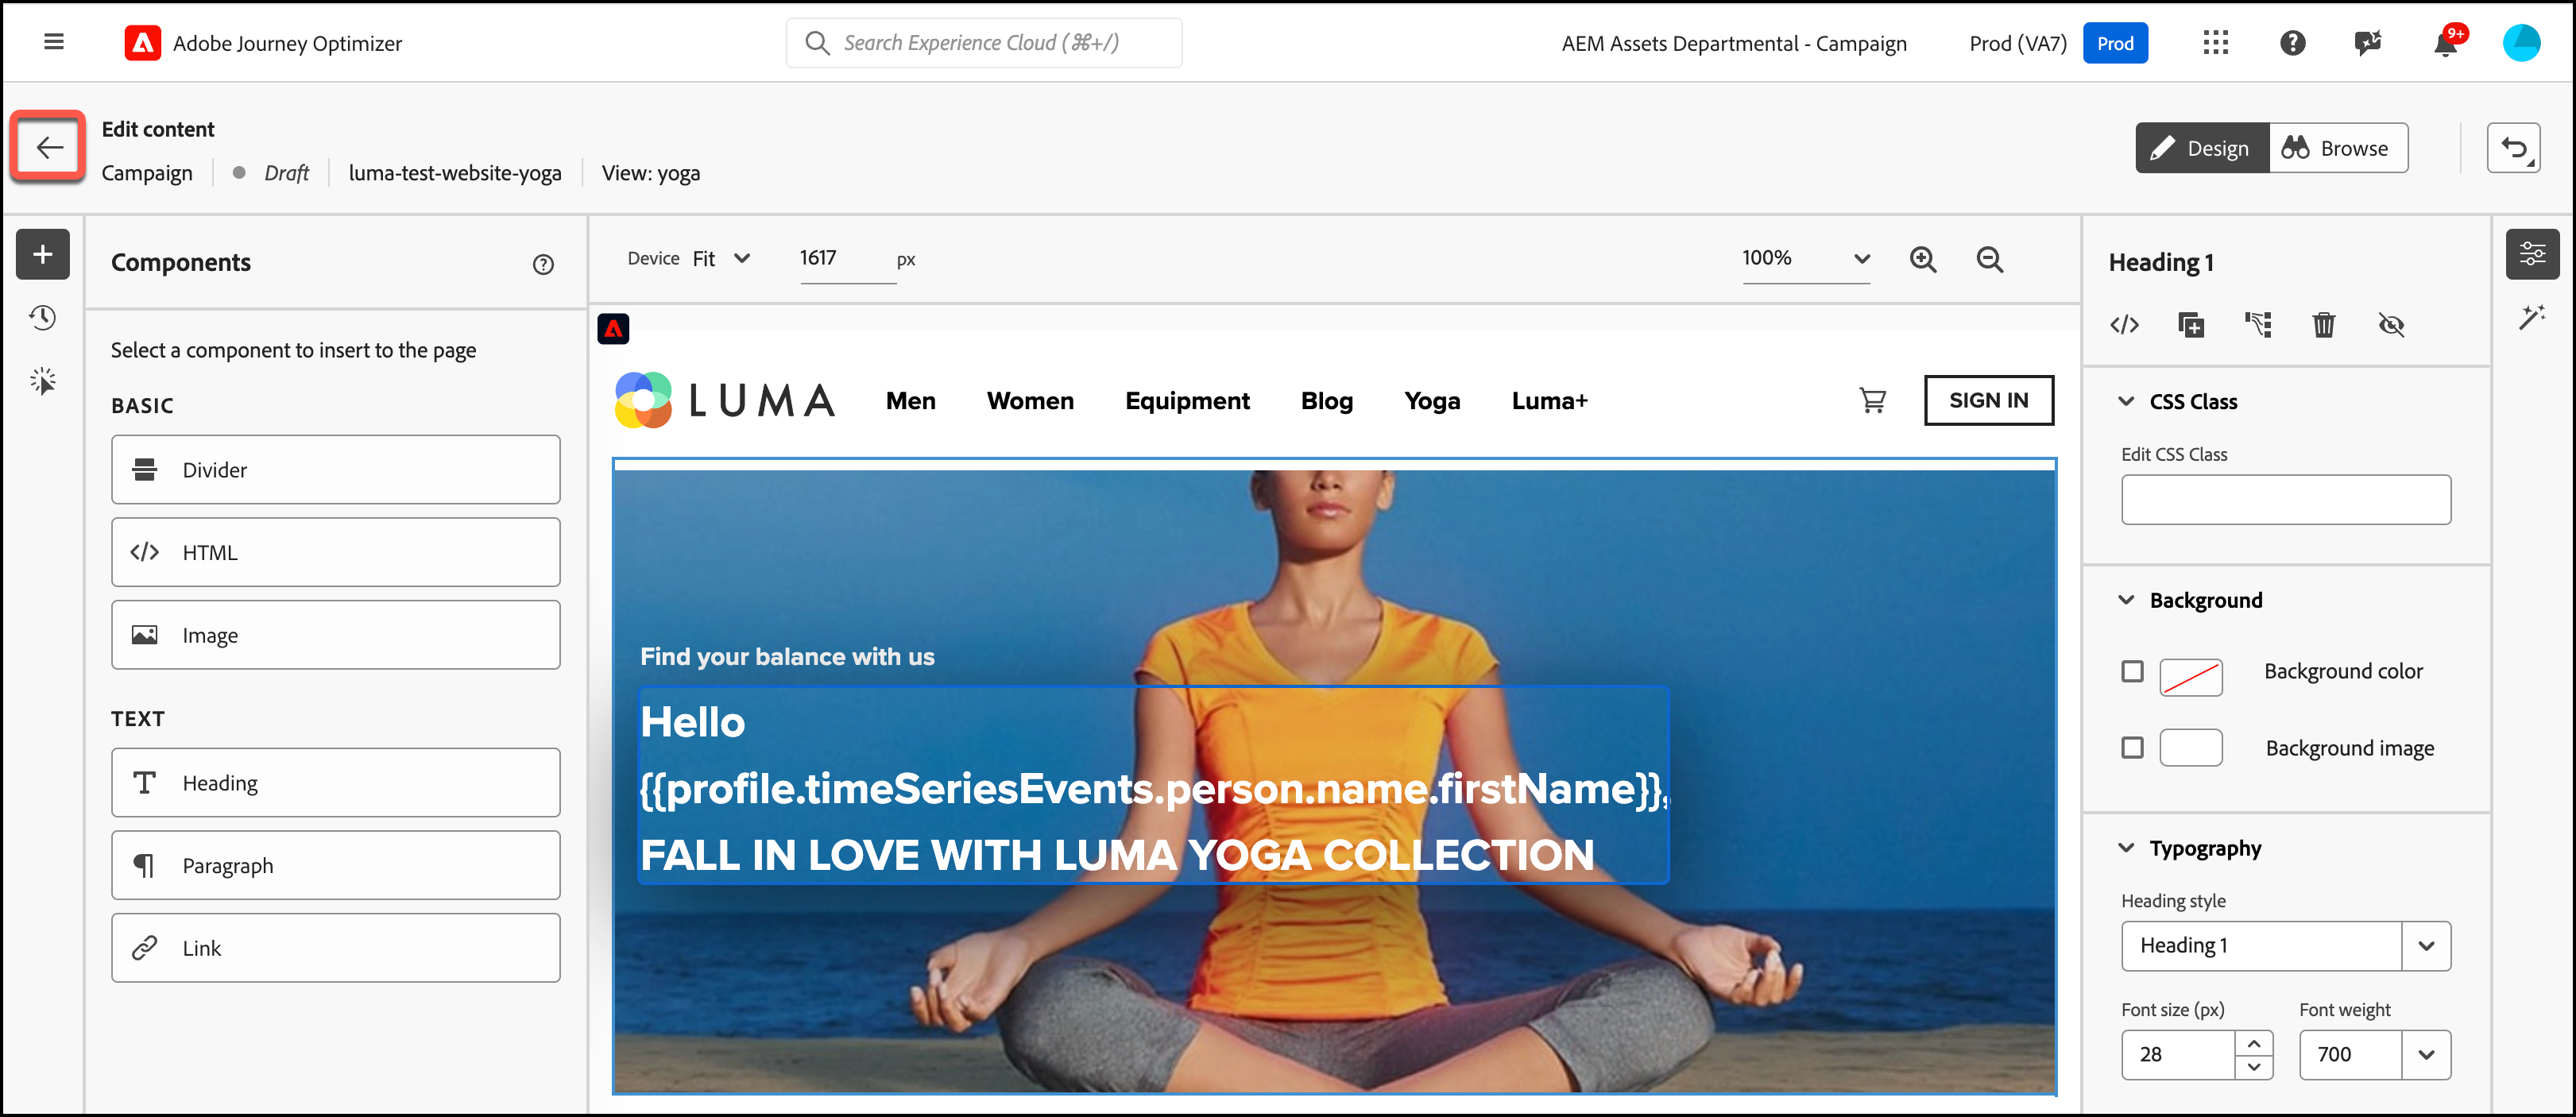 Adobe Journey Optimizer
Search Experience Cloud (⌘+/)
AEM Assets Departmental - Campaign
Prod (VA7)
Prod
9+
Edit content
Campaign
Draft
luma-test-website-yoga
View: yoga
Design
Browse
Components
Select a component to insert to the page
BASIC
Divider
HTML
Image
TEXT
Heading
Paragraph
Link
Device Fit
1617 px
100%
LUMA
Men
Women
Equipment
Blog
Yoga
Luma+
SIGN IN
Find your balance with us
Hello
{{profile.timeSeriesEvents.person.name.firstName}},
FALL IN LOVE WITH LUMA YOGA COLLECTION
Heading 1
CSS Class
Edit CSS Class
Background
Background color
Background image
Typography
Heading style
Heading 1
Font size (px)
Font weight
28
700